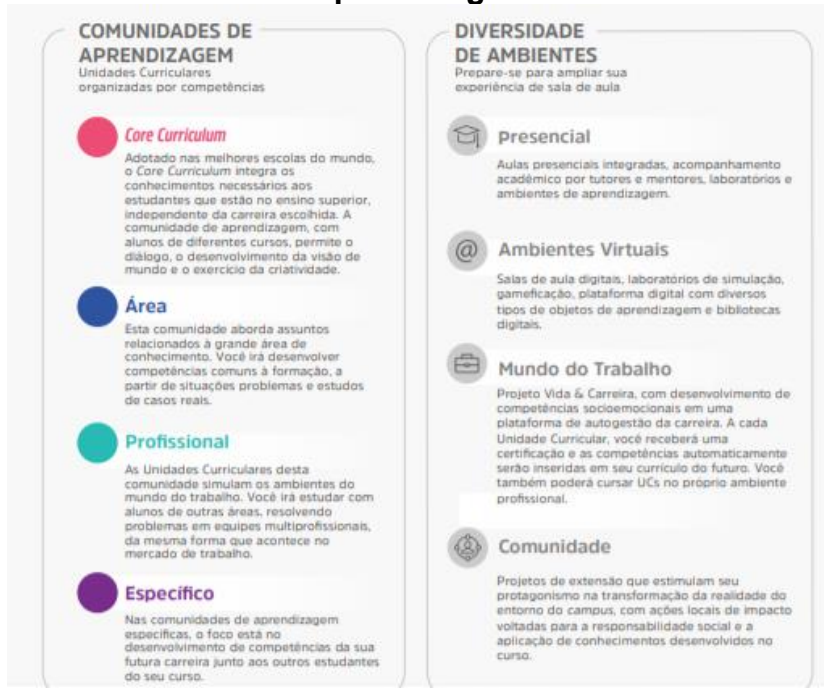 COMUNIDADES DE
APRENDIZAGEM
Unidades Curriculares
organizadas por competências
Core Curriculum
Adotado nas melhores escolas do mundo,
o Core Curriculum integra os
conhecimentos necessários aos
estudantes que estão no ensino superior,
independente da carreira escolhida. A
comunidade de aprendizagem, com
alunos de diferentes cursos, permite o
diálogo, o desenvolvimento da visão de
mundo e o exercício da criatividade.
Área
Esta comunidade aborda assuntos
relacionados à grande área de
conhecimento. Você irá desenvolver
competências comuns à formação, a
partir de situações problemas e estudos
de casos reais.
Profissional
As Unidades Curriculares desta
comunidade simulam os ambientes do
mundo do trabalho. Você irá estudar com
alunos de outras áreas, resolvendo
problemas em equipes multiprofissionais,
da mesma forma que acontece no
mercado de trabalho.
Específico
Nas comunidades de aprendizagem
específicas, o foco está no
desenvolvimento de competências da sua
futura carreira junto aos outros estudantes
do seu curso.
DIVERSIDADE
DE AMBIENTES
Prepare-se para ampliar sua
experiência de sala de aula
Presencial
Aulas presenciais integradas, acompanhamento
acadêmico por tutores e mentores, laboratórios e
ambientes de aprendizagem.
@ Ambientes Virtuais
Salas de aula digitais, laboratórios de simulação,
gameficação, plataforma digital com diversos
tipos de objetos de aprendizagem e bibliotecas
digitais.
Mundo do Trabalho
Projeto Vida & Carreira, com desenvolvimento de
competências socioemocionais em uma
plataforma de autogestão da carreira. A cada
Unidade Curricular, você receberá uma
certificação e as competências automaticamente
serão inseridas em seu currículo do futuro. Você
também poderá cursar UCs no próprio ambiente
profissional.
Comunidade
Projetos de extensão que estimulam seu
protagonismo na transformação da realidade do
entorno do campus, com ações locais de impacto
voltadas para a responsabilidade social e a
aplicação de conhecimentos desenvolvidos no
curso.